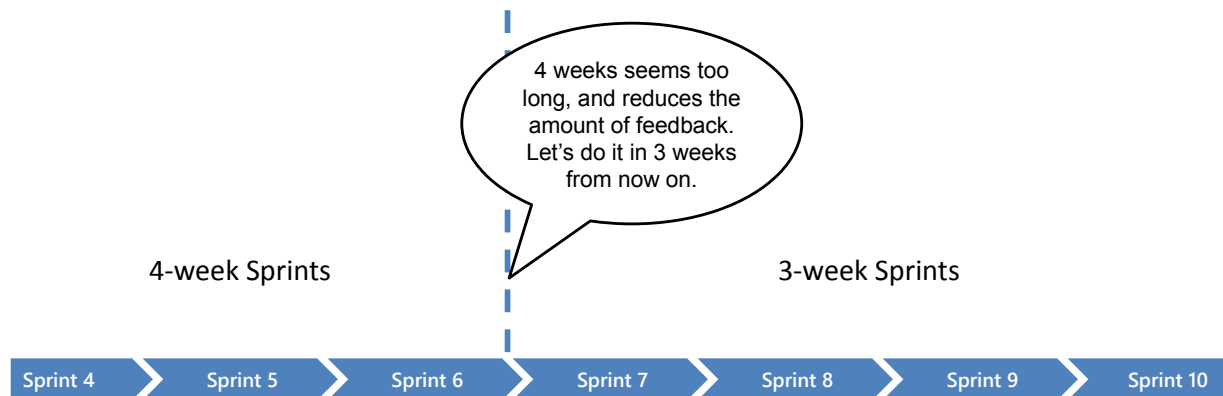 4 weeks seems too
long, and reduces the
amount of feedback.
Let's do it in 3 weeks
from now on.
4-week Sprints
3-week Sprints
Sprint 4
Sprint 5
Sprint 6
Sprint 7
Sprint 8
Sprint 9
Sprint 10